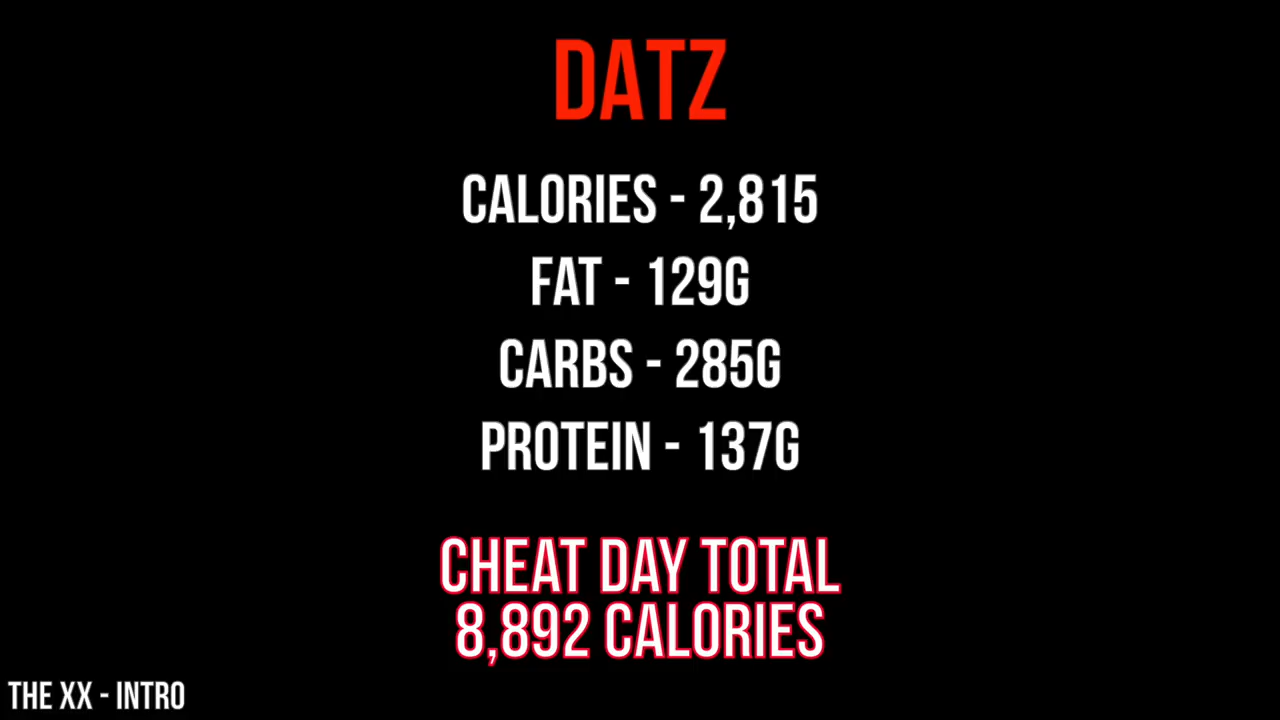 DATZ
CALORIES - 2,815
FAT - 129G
CARBS - 285G
PROTEIN - 137G
CHEAT DAY TOTAL
8,892 CALORIES
THE XX - INTRO